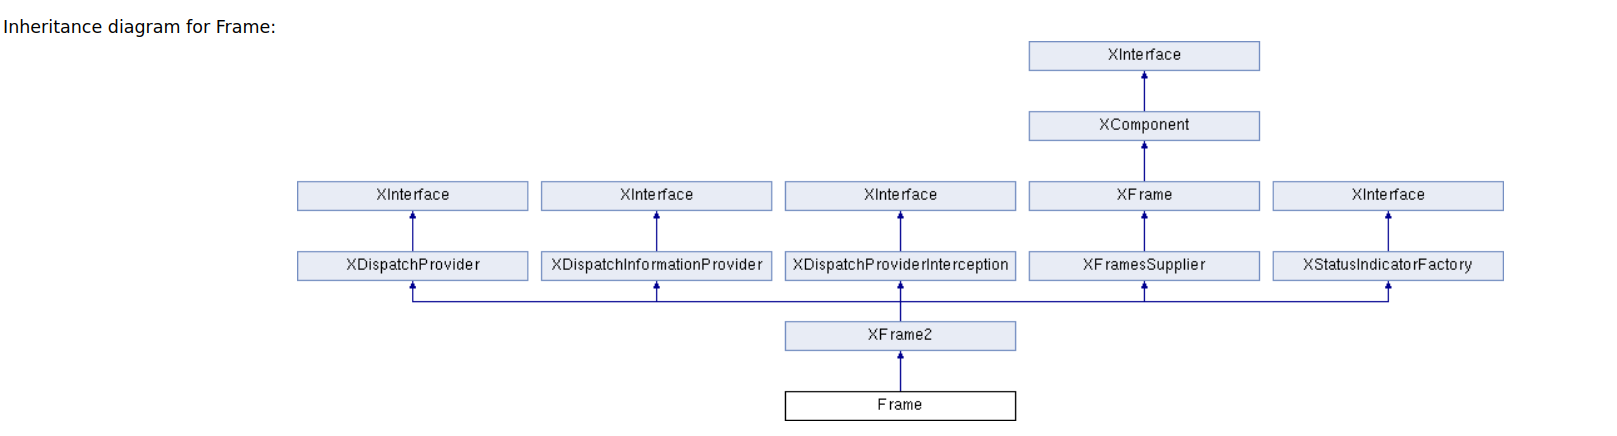 Inheritance diagram for Frame:
XInterface
XComponent
XInterface XInterface XInterface XFrame XInterface
XDispatchProvider XDispatchInformationProvider XDispatchProviderInterception XFramesSupplier XStatusIndicatorFactory
XFrame2
Frame